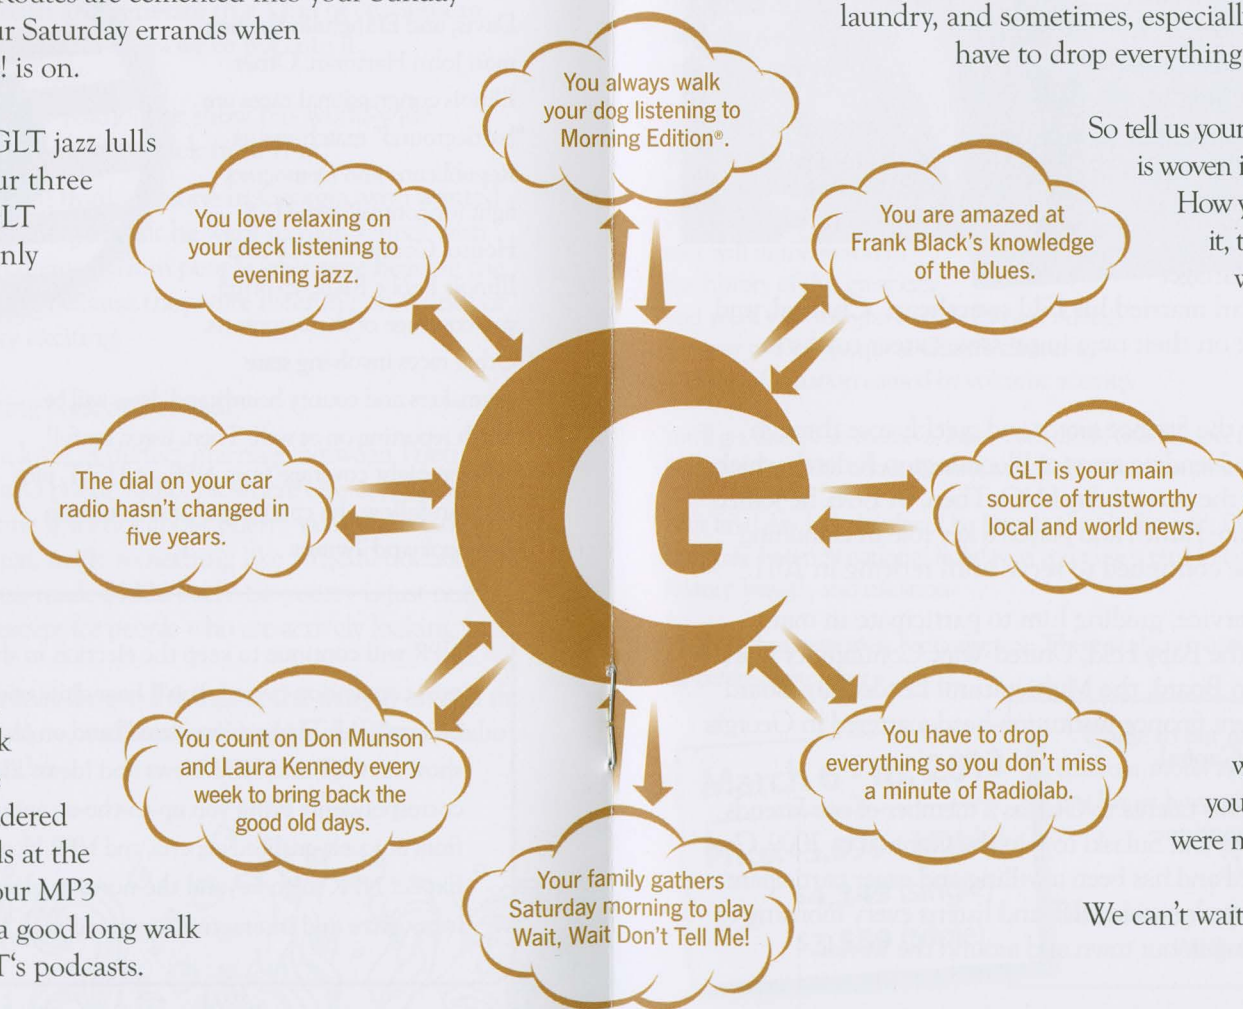 Routes are cemented into your Sunday
ur Saturday errands when
! is on.
GLT jazz lulls
ur three
LT
nly
k
dered
ls at the
our MP3
a good long walk
T‘s podcasts.
You always walk
your dog listening to
Morning Edition®.
You love relaxing on
your deck listening to
evening jazz.
You are amazed at
Frank Black's knowledge
of the blues.
The dial on your car
radio hasn't changed in
five years.
G
GLT is your main
source of trustworthy
local and world news.
You count on Don Munson
and Laura Kennedy every
week to bring back the
good old days.
You have to drop
everything so you don't miss
a minute of Radiolab.
Your family gathers
Saturday morning to play
Wait, Wait Don't Tell Me!
laundry, and sometimes, especiall
have to drop everything
So tell us your
is woven i
How y
it, t
w
w
you
were n
We can't wait